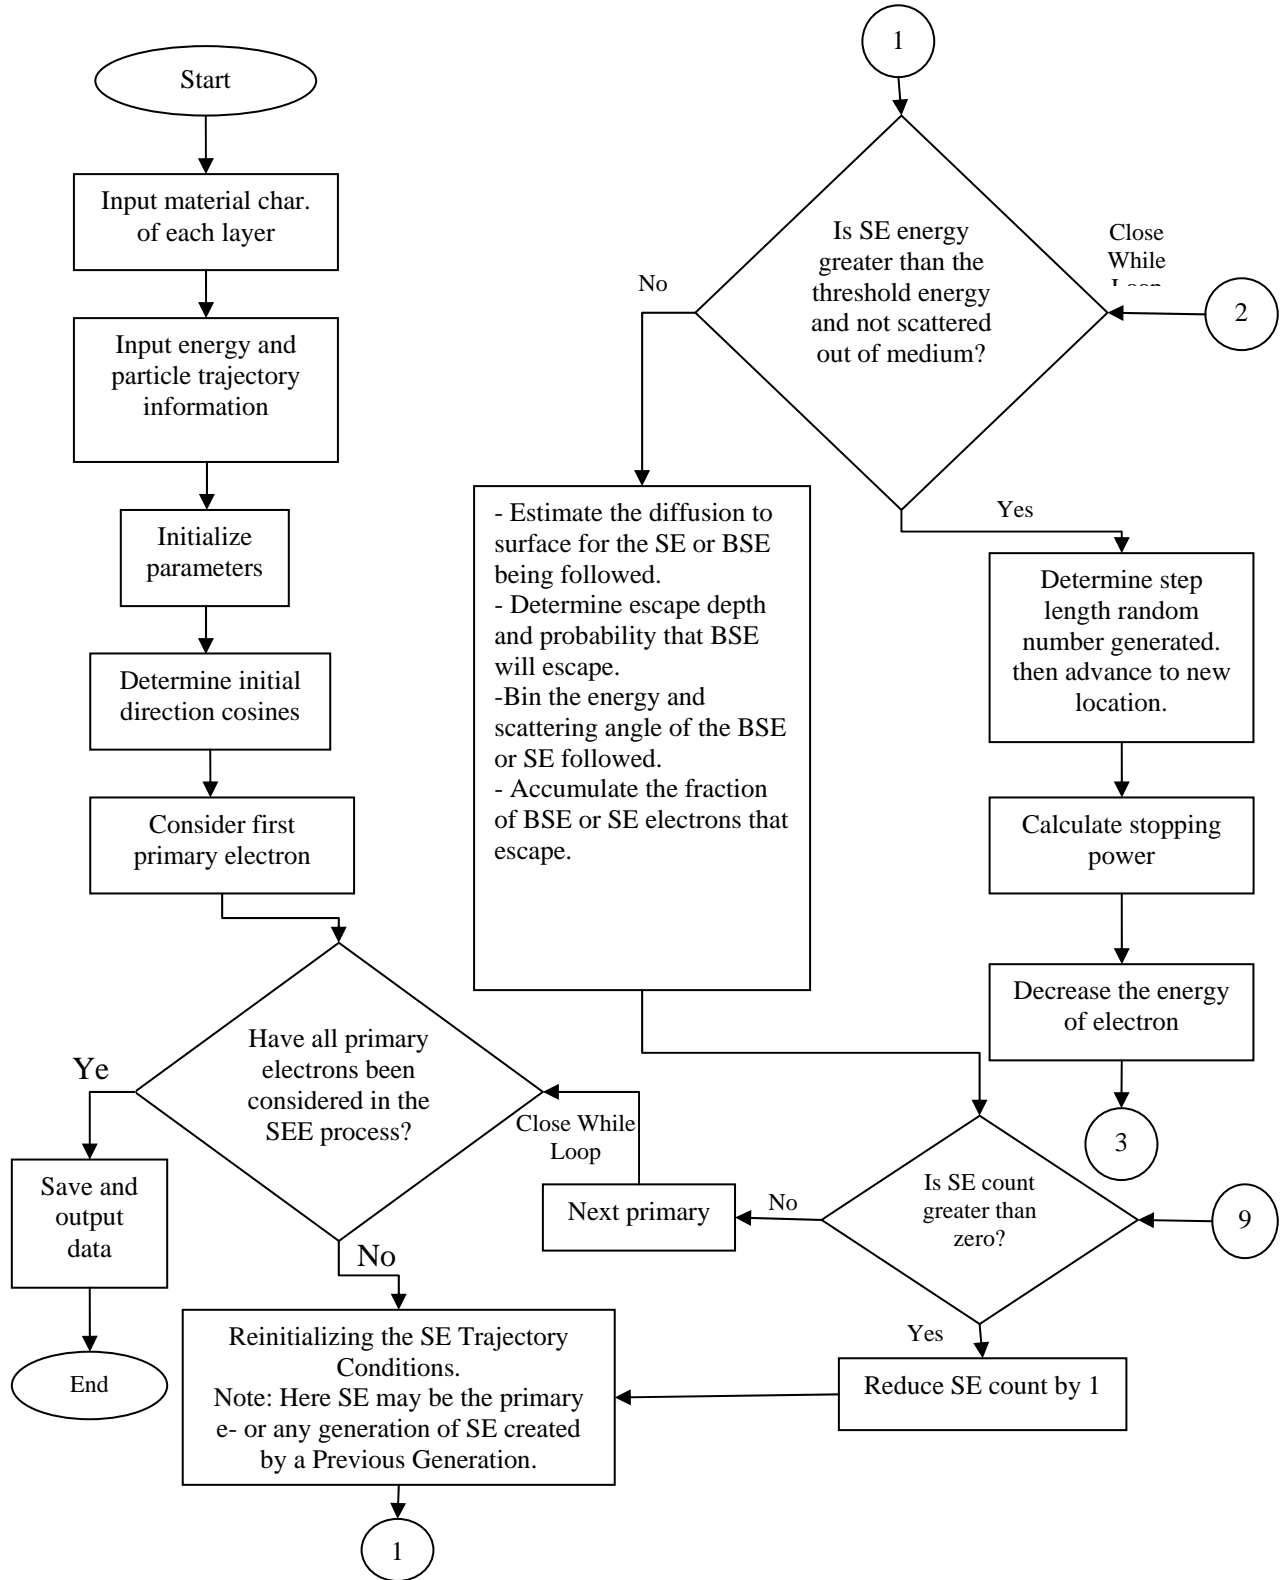 Start
Input material char.
of each layer
Input energy and
particle trajectory
information
Initialize
parameters
Determine initial
direction cosines
Consider first
primary electron
Have all primary
electrons been
considered in the
SEE process?
Ye
Save and
output
data
End
No
Reinitializing the SE Trajectory
Conditions.
Note: Here SE may be the primary
e- or any generation of SE created
by a Previous Generation.
1
1
Is SE energy
greater than the
threshold energy
and not scattered
out of medium?
Close
While
Loop
2
No
- Estimate the diffusion to
surface for the SE or BSE
being followed.
- Determine escape depth
and probability that BSE
will escape.
-Bin the energy and
scattering angle of the BSE
or SE followed.
- Accumulate the fraction
of BSE or SE electrons that
escape.
Yes
Determine step
length random
number generated.
then advance to new
location.
Calculate stopping
power
Decrease the energy
of electron
3
Is SE count
greater than
zero?
9
No
Next primary
Close While
Loop
Yes
Reduce SE count by 1